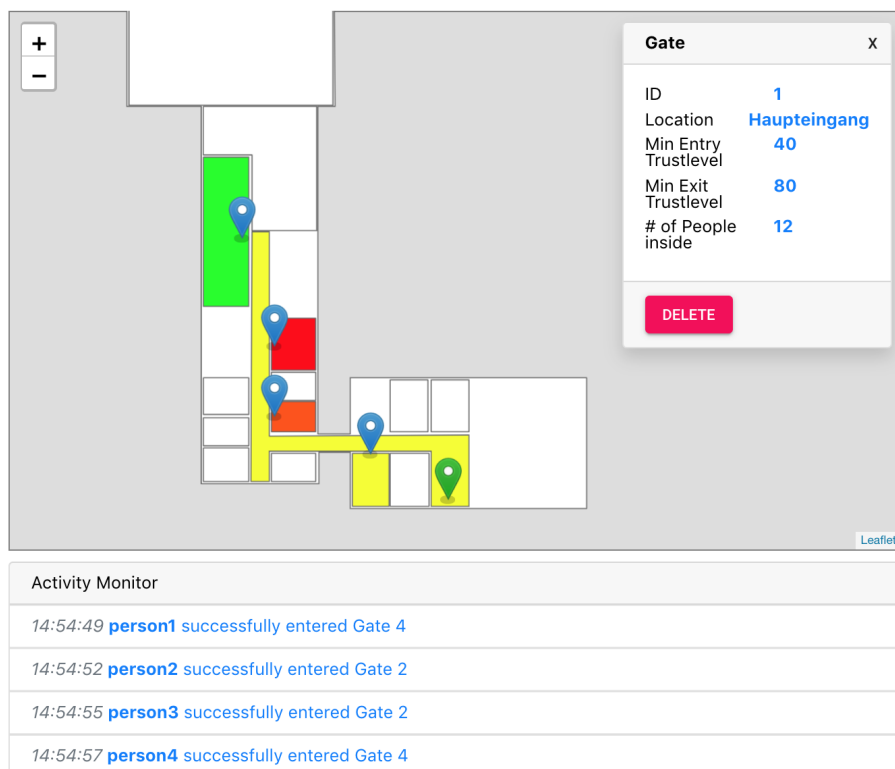 +
−
Gate X
ID 1
Location Haupteingang
Min Entry Trustlevel 40
Min Exit Trustlevel 80
# of People inside 12
DELETE
Leaflet
Activity Monitor
14:54:49 person1 successfully entered Gate 4
14:54:52 person2 successfully entered Gate 2
14:54:55 person3 successfully entered Gate 2
14:54:57 person4 successfully entered Gate 4